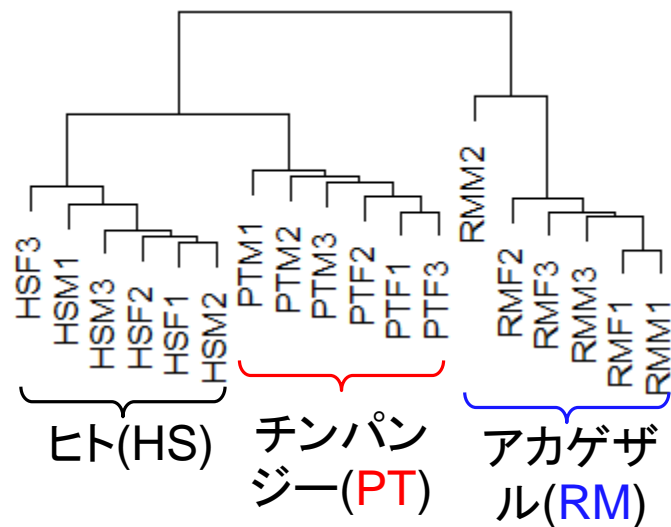 HSF3
HSM1
HSM3
HSF2
HSF1
HSM2
PTM1
PTM2
PTM3
PTF2
PTF1
PTF3
RMM2
RMF2
RMF3
RMM3
RMF1
RMM1
ヒト(HS)
チンパン
ジー(PT)
アカゲザ
ル(RM)